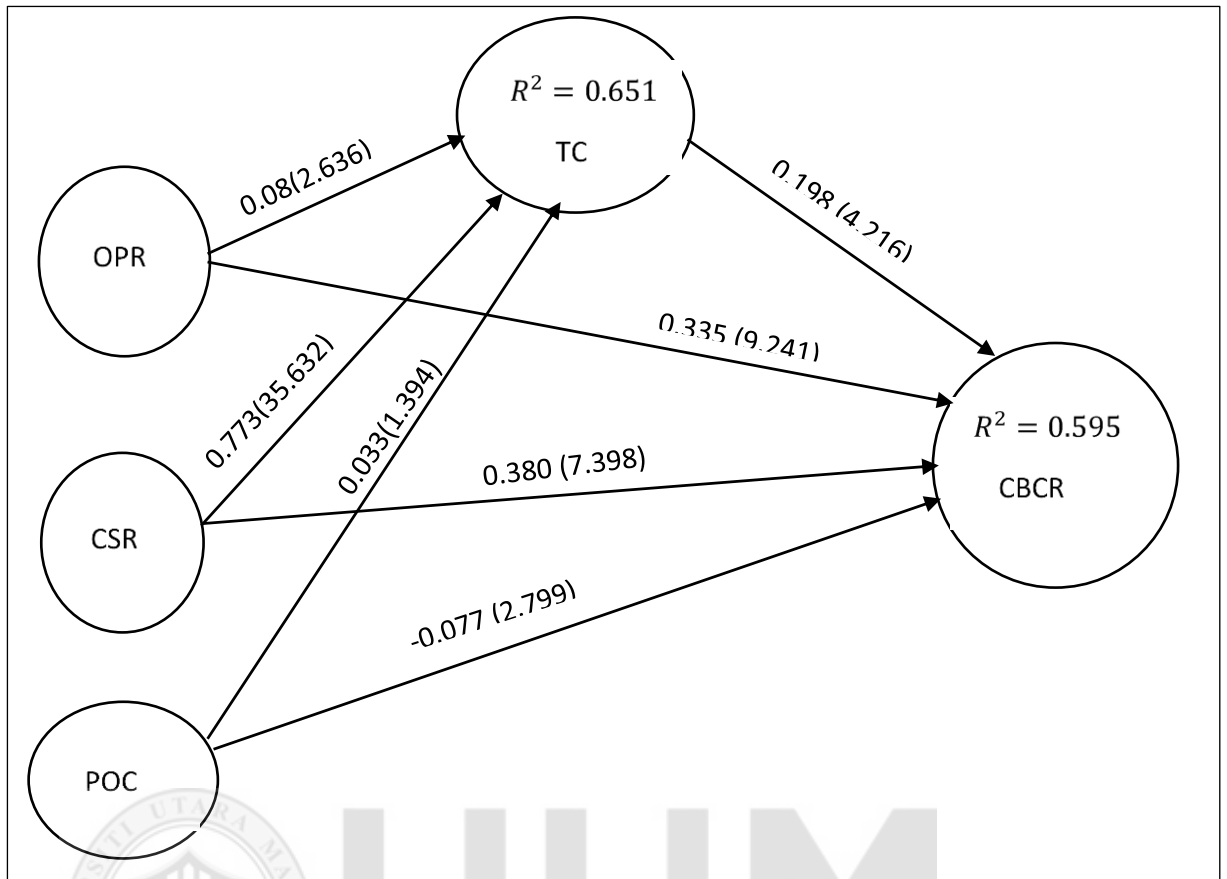 R² = 0.651
TC
0.08(2.636)
0.198 (4.216)
OPR
0.335 (9.241)
0.773(35.632)
0.033(1.394)
R² = 0.595
CBCR
0.380 (7.398)
CSR
-0.077 (2.799)
POC
UTARA
UUM